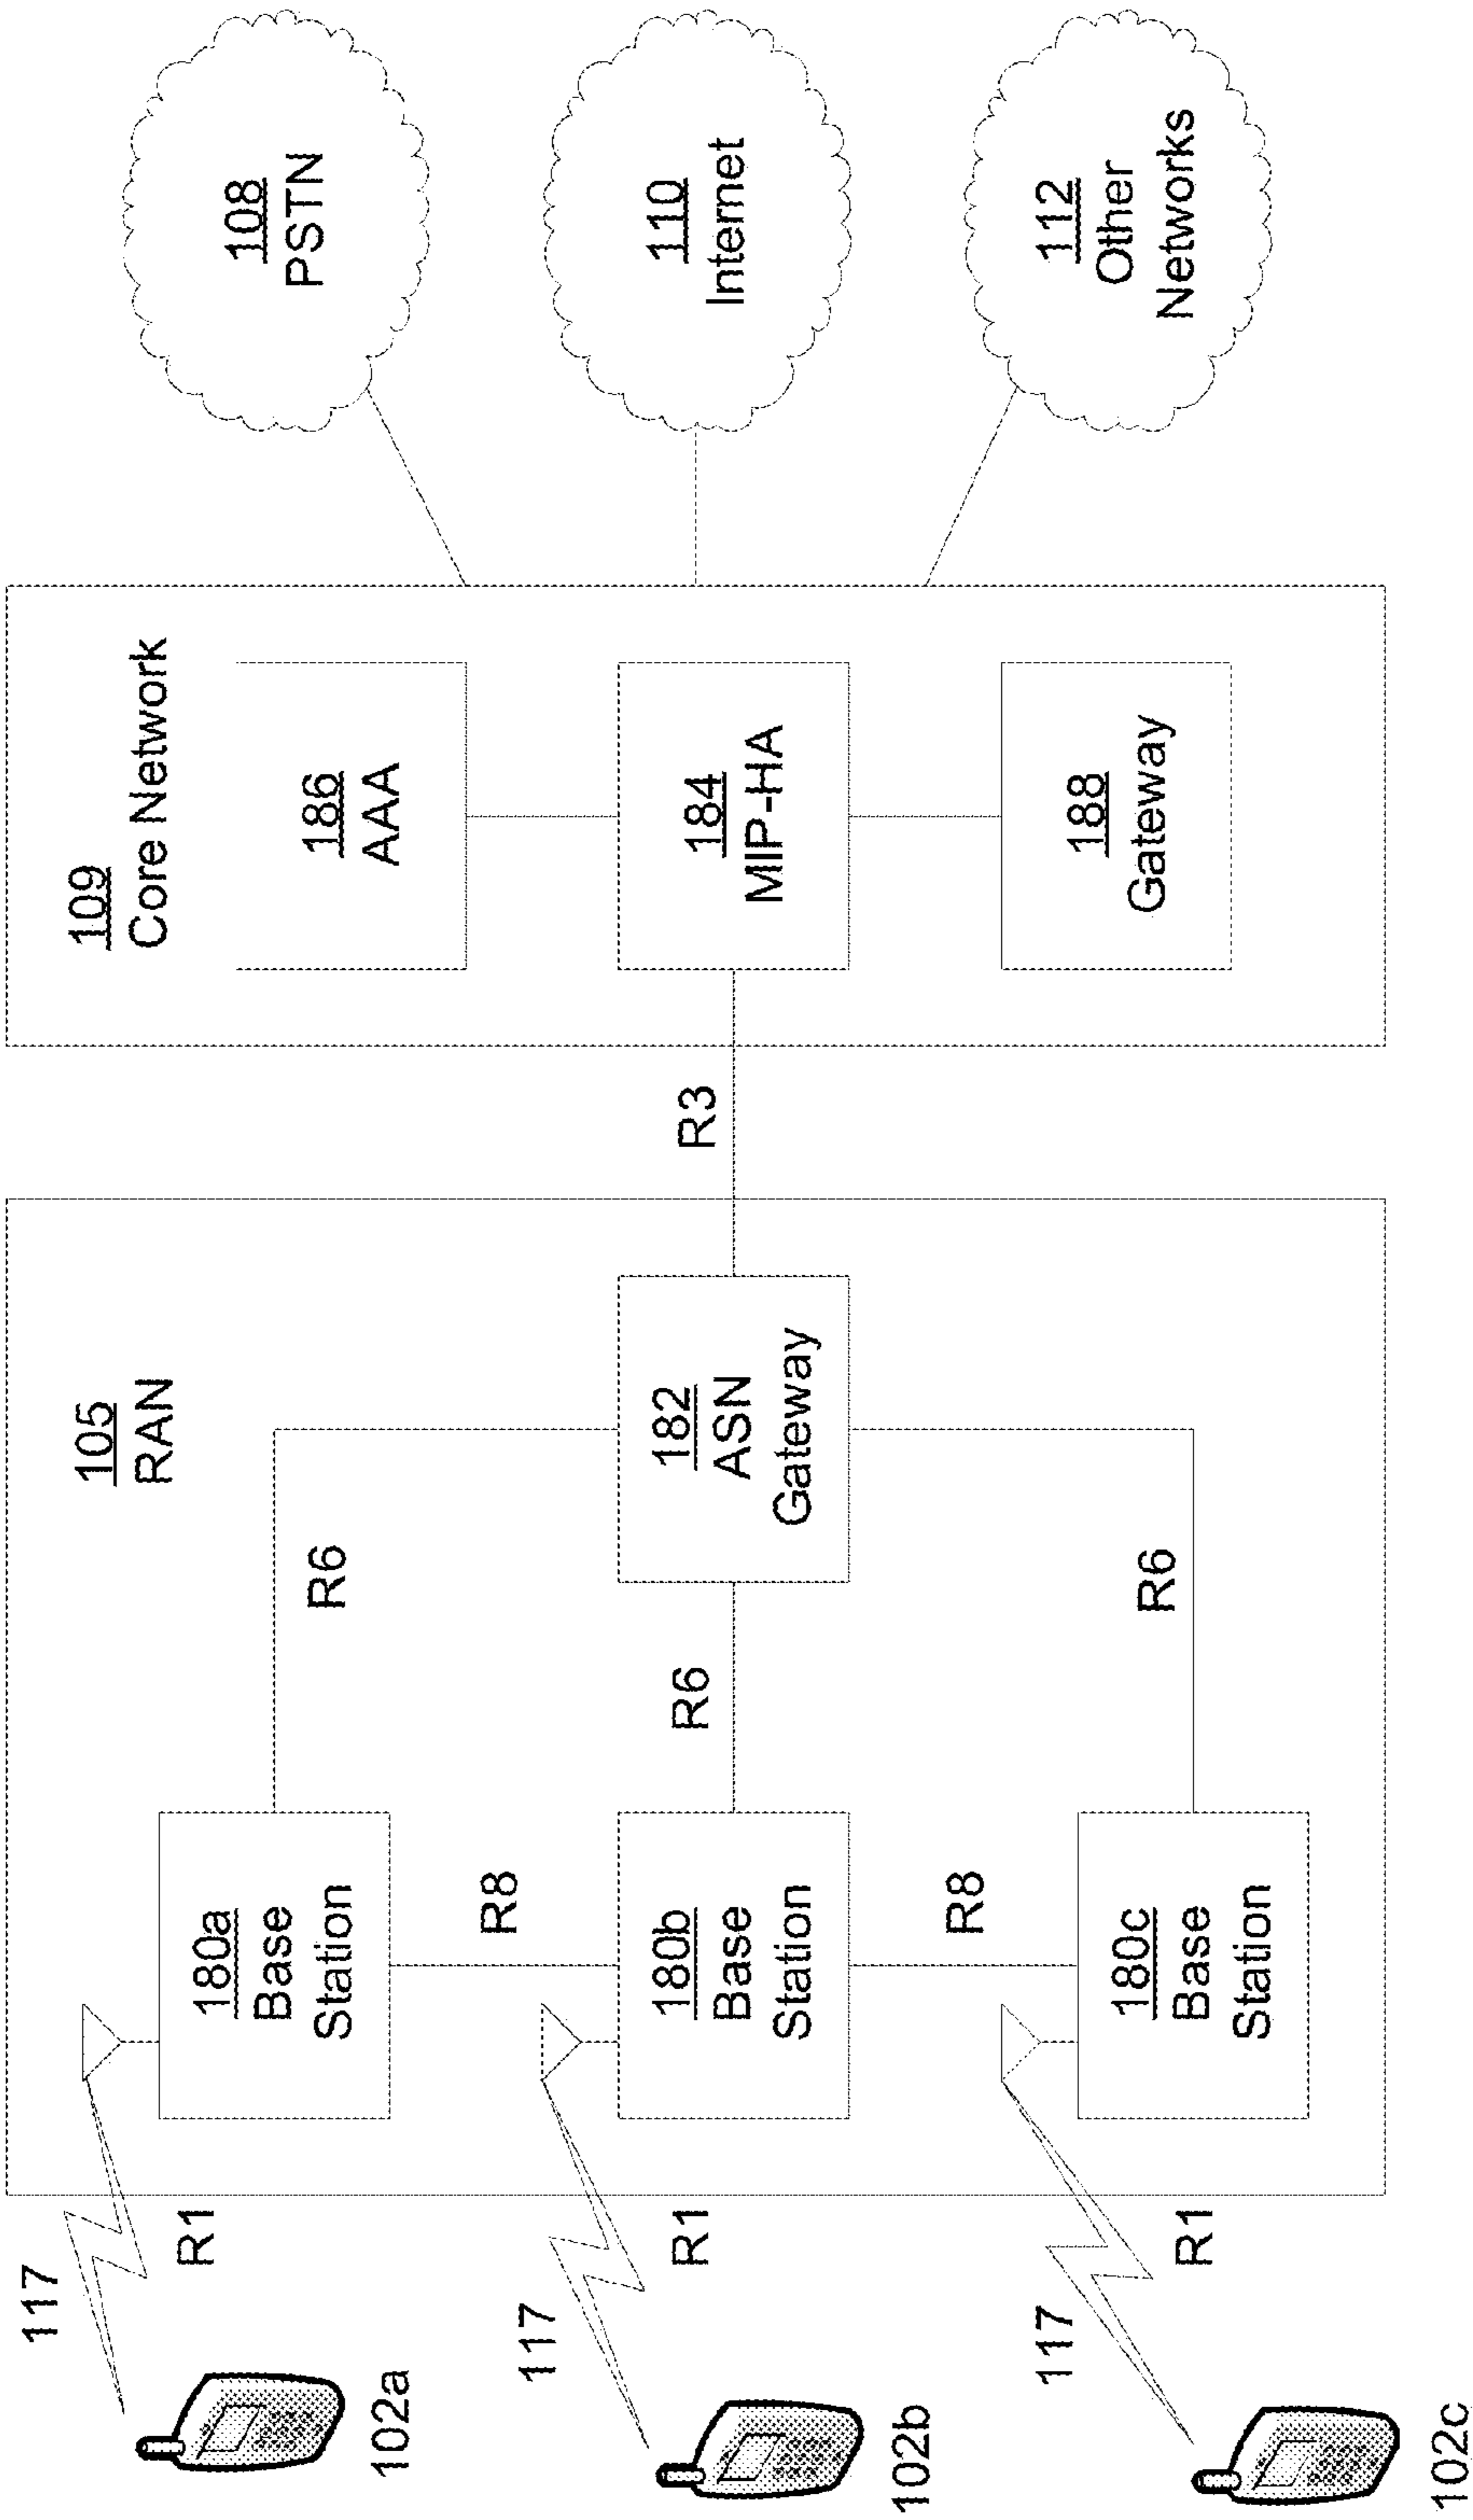 117
R1
102a
117
R1
102b
117
R1
102c
105
RAN
180a
Base
Station
R8
180b
Base
Station
R8
180c
Base
Station
R6
R6
R6
182
ASN
Gateway
R3
109
Core Network
186
AAA
184
MIP-HA
188
Gateway
108
PSTN
110
Internet
112
Other
Networks